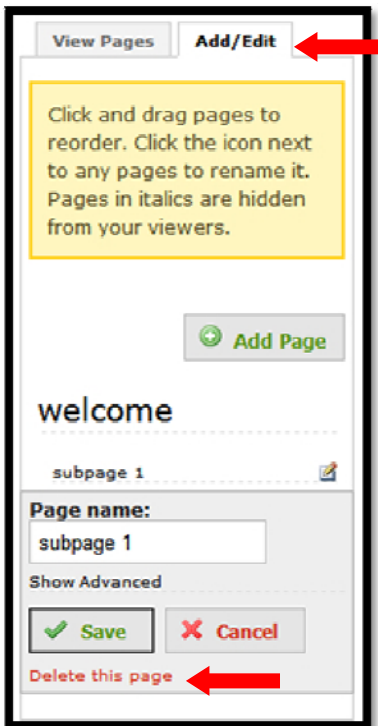 View Pages Add/Edit
Click and drag pages to
reorder. Click the icon next
to any pages to rename it.
Pages in italics are hidden
from your viewers.
Add Page
welcome
subpage 1
Page name:
subpage 1
Show Advanced
Save Cancel
Delete this page